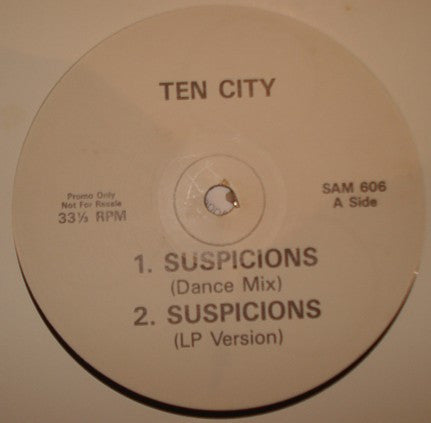 TEN CITY
Promo Only
Not For Resale
33⅓ RPM
SAM 606
A Side
1. SUSPICIONS
(Dance Mix)
2. SUSPICIONS
(LP Version)